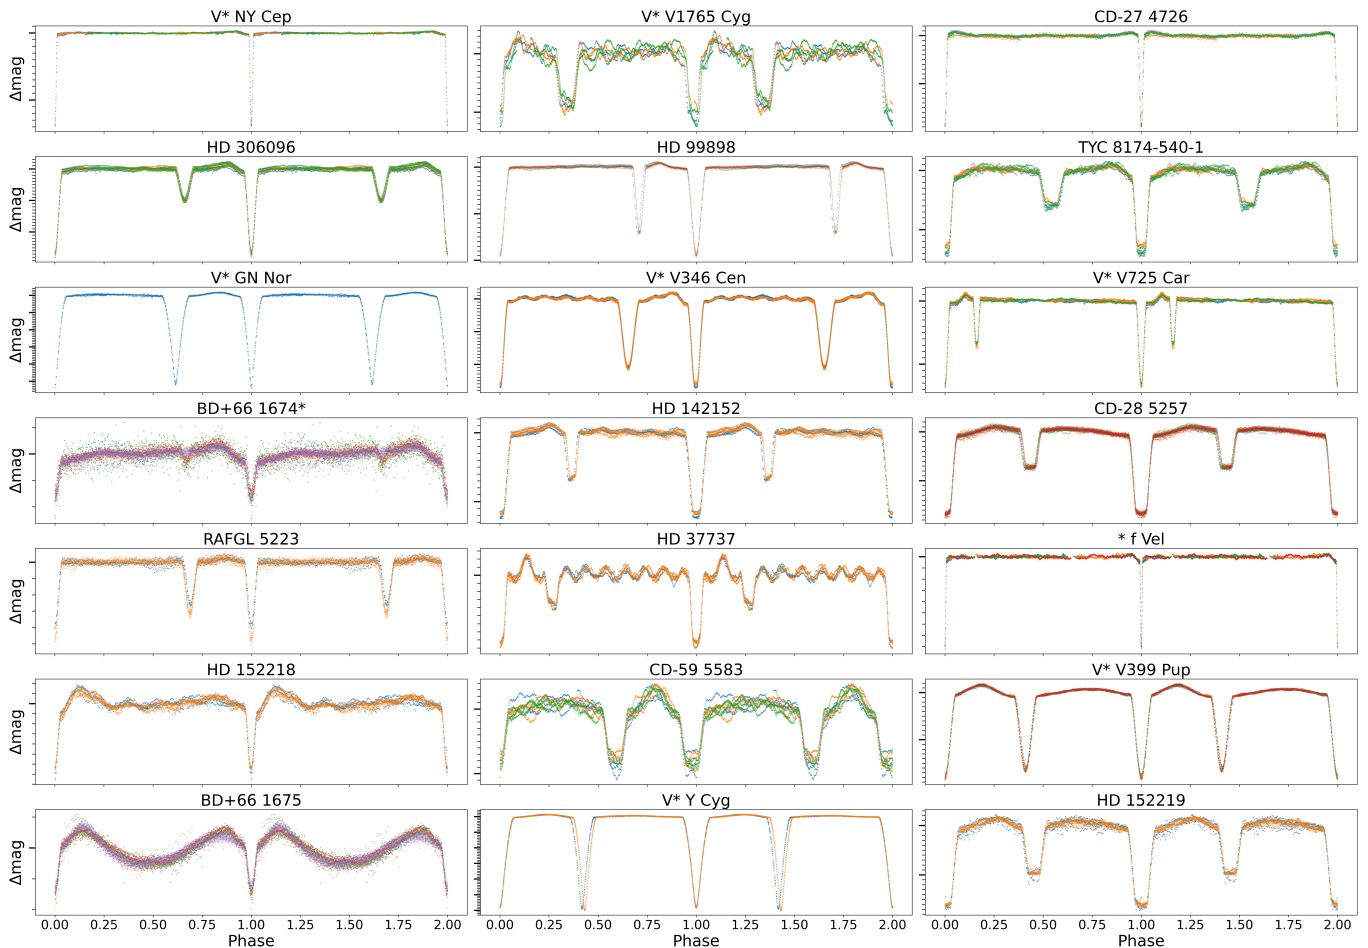 V* NY Cep
V* V1765 Cyg
CD-27 4726
Δmag
HD 306096
HD 99898
TYC 8174-540-1
Δmag
V* GN Nor
V* V346 Cen
V* V725 Car
Δmag
BD+66 1674*
HD 142152
CD-28 5257
Δmag
RAFGL 5223
HD 37737
* f Vel
Δmag
HD 152218
CD-59 5583
V* V399 Pup
Δmag
BD+66 1675
V* Y Cyg
HD 152219
Δmag
0.00 0.25 0.50 0.75 1.00 1.25 1.50 1.75 2.00
0.00 0.25 0.50 0.75 1.00 1.25 1.50 1.75 2.00
0.00 0.25 0.50 0.75 1.00 1.25 1.50 1.75 2.00
Phase
Phase
Phase